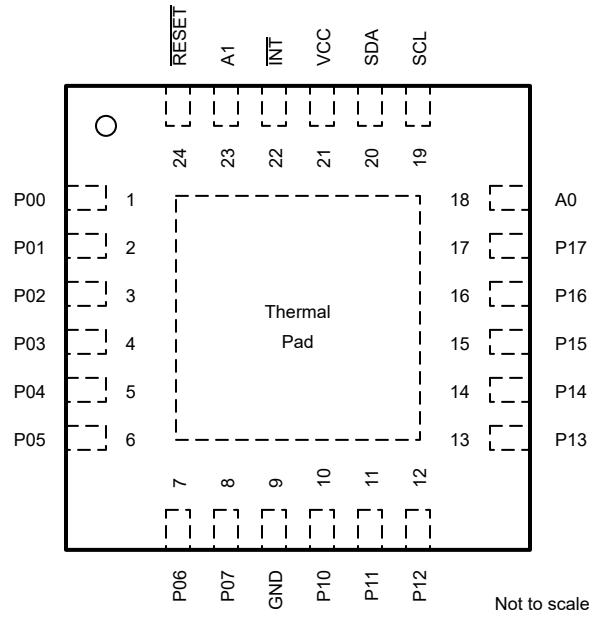 RESET A1 INT VCC SDA SCL
24 23 22 21 20 19
P00 1 18 A0
P01 2 17 P17
P02 3 16 P16
Thermal
P03 4 15 P15
Pad
P04 5 14 P14
P05 6 13 P13
7 8 9 10 11 12
P06 P07 GND P10 P11 P12
Not to scale